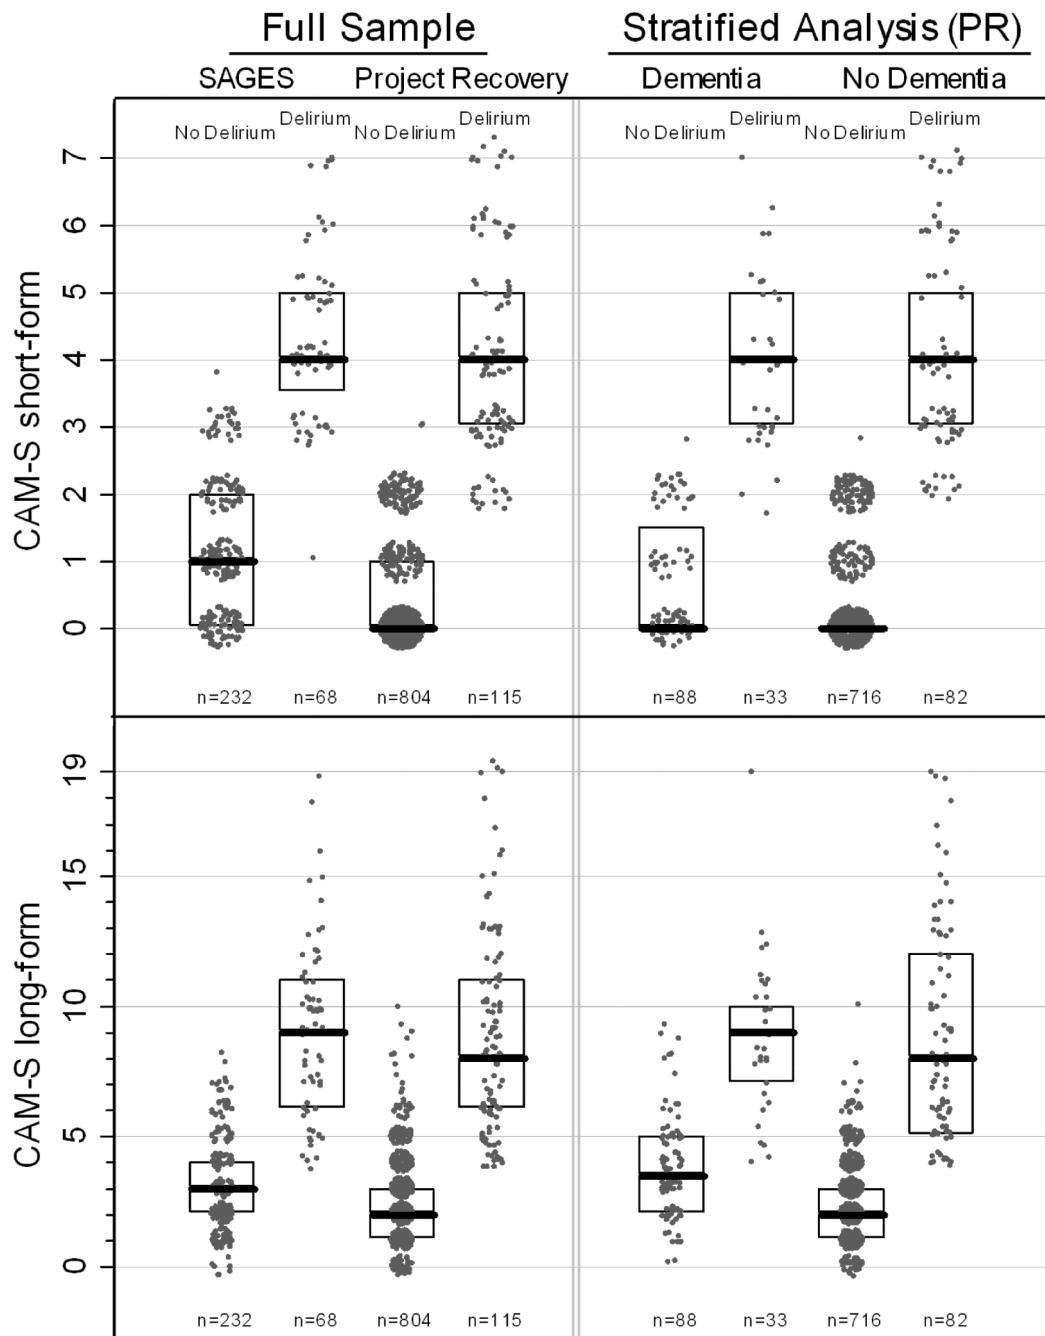 Full Sample Stratified Analysis (PR)
SAGES Project Recovery Dementia No Dementia
No Delirium Delirium No Delirium Delirium No Delirium Delirium No Delirium Delirium
CAM-S short-form
7
6
5
4
3
2
1
0
n=232 n=68 n=804 n=115 n=88 n=33 n=716 n=82
CAM-S long-form
19
15
10
5
0
n=232 n=68 n=804 n=115 n=88 n=33 n=716 n=82